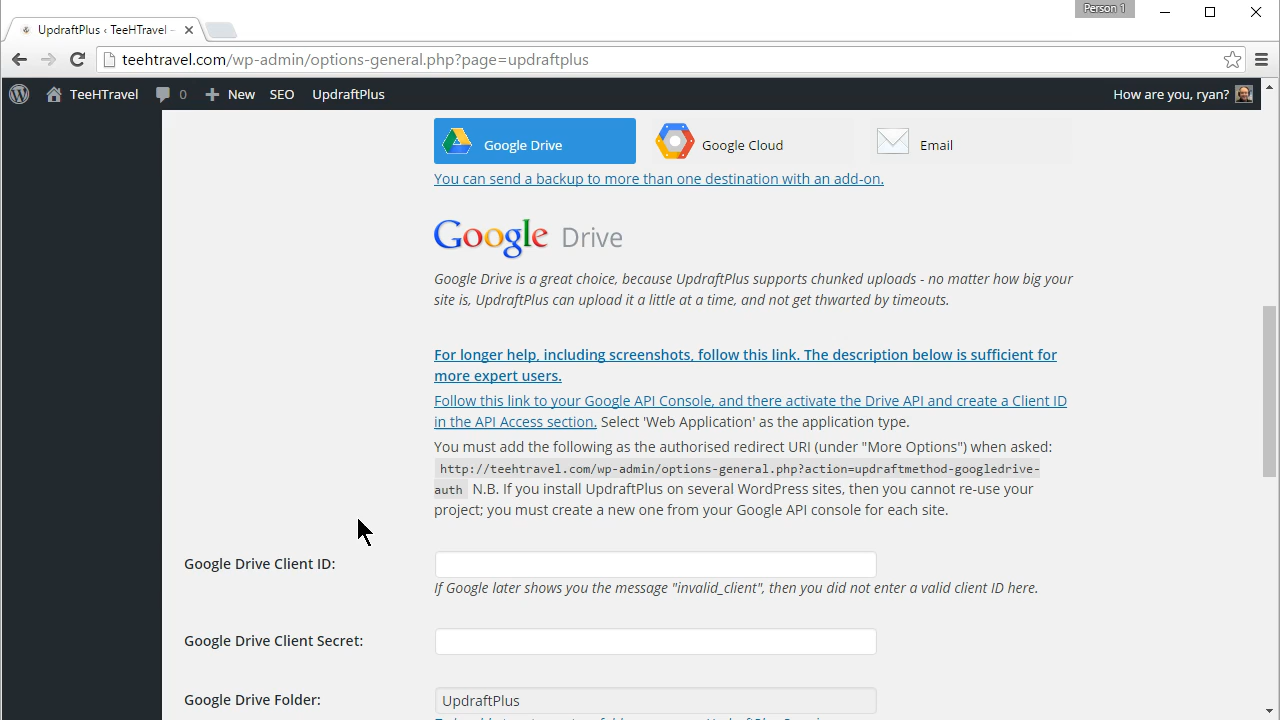 Person 1
UpdraftPlus ‹ TeeHTravel –
teehtravel.com/wp-admin/options-general.php?page=updraftplus
TeeHTravel 0 New SEO UpdraftPlus How are you, ryan?
Google Drive Google Cloud Email
You can send a backup to more than one destination with an add-on.
Google Drive
Google Drive is a great choice, because UpdraftPlus supports chunked uploads - no matter how big your
site is, UpdraftPlus can upload it a little at a time, and not get thwarted by timeouts.
For longer help, including screenshots, follow this link. The description below is sufficient for
more expert users.
Follow this link to your Google API Console, and there activate the Drive API and create a Client ID
in the API Access section. Select 'Web Application' as the application type.
You must add the following as the authorised redirect URI (under "More Options") when asked:
http://teehtravel.com/wp-admin/options-general.php?action=updraftmethod-googledrive-
auth N.B. If you install UpdraftPlus on several WordPress sites, then you cannot re-use your
project; you must create a new one from your Google API console for each site.
Google Drive Client ID:
If Google later shows you the message "invalid_client", then you did not enter a valid client ID here.
Google Drive Client Secret:
Google Drive Folder: UpdraftPlus